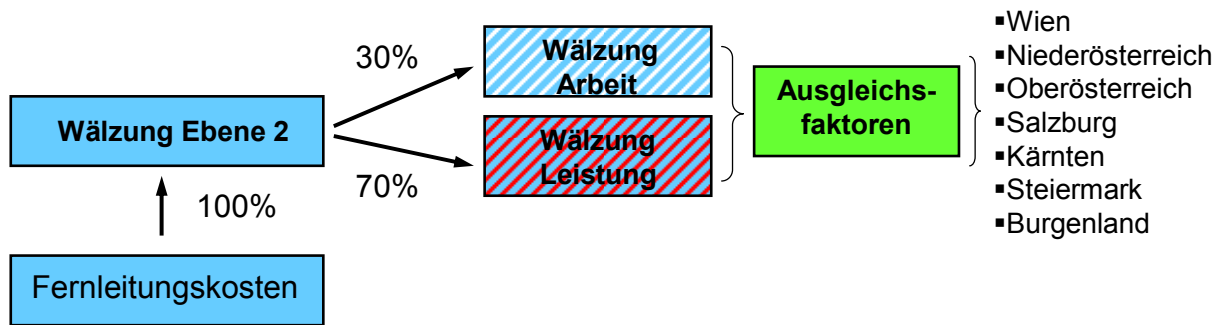 30%
Wälzung
Arbeit
Wälzung Ebene 2
70%
Wälzung
Leistung
100%
Fernleitungskosten
Ausgleichs-
faktoren
▪Wien
▪Niederösterreich
▪Oberösterreich
▪Salzburg
▪Kärnten
▪Steiermark
▪Burgenland